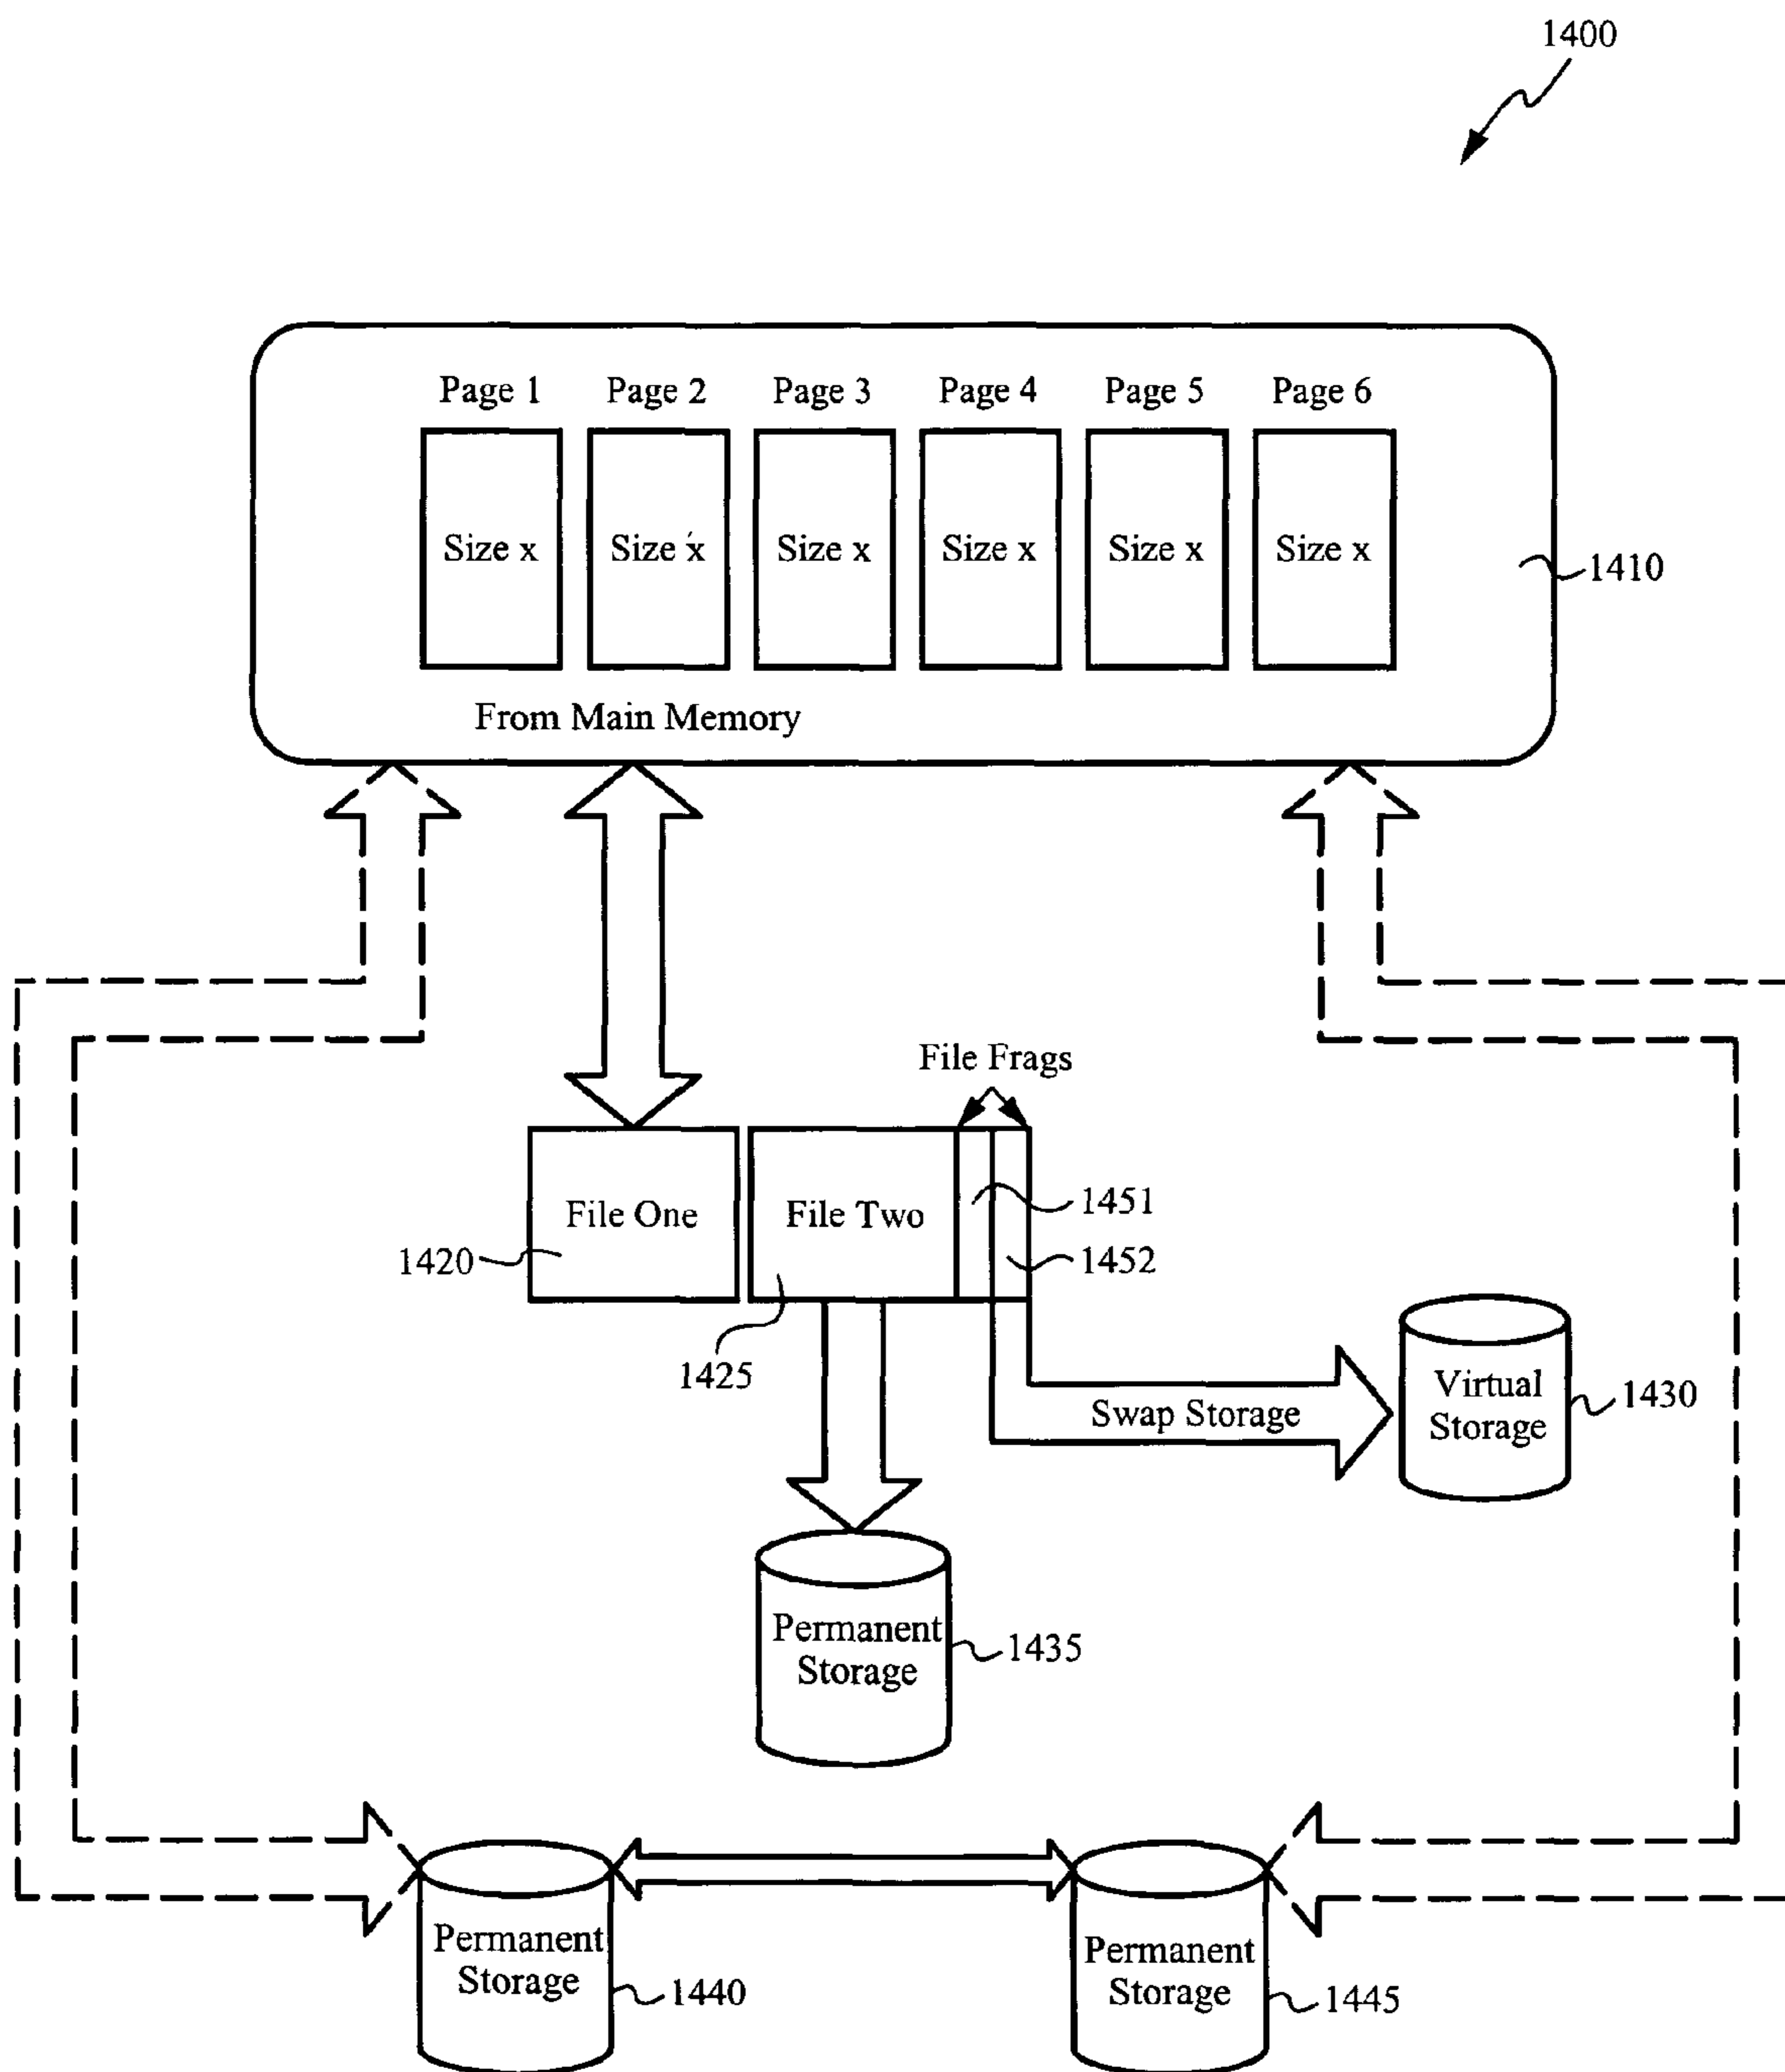 1400
Page 1 Page 2 Page 3 Page 4 Page 5 Page 6
Size x Size x Size x Size x Size x Size x
1410
From Main Memory
File Frags
File One
File Two
1451
1420
1452
1425
Swap Storage
Virtual
Storage
1430
Permanent
Storage
1435
Permanent
Storage
1440
Permanent
Storage
1445